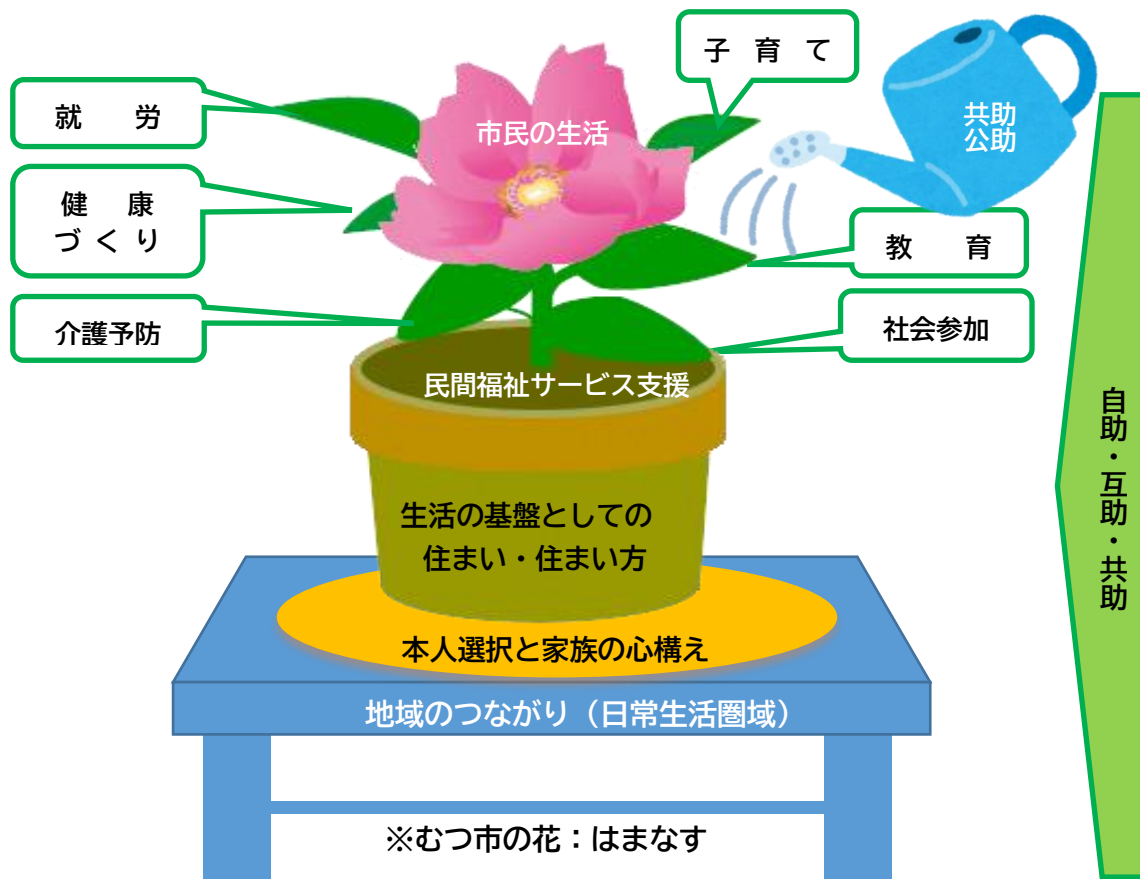 子 育 て
就 労
市民の生活
共助
公助
健 康
づ く り
教 育
介護予防
社会参加
民間福祉サービス支援
自助・互助・共助
生活の基盤としての
住まい・住まい方
本人選択と家族の心構え
地域のつながり（日常生活圏域）
※むつ市の花：はまなす